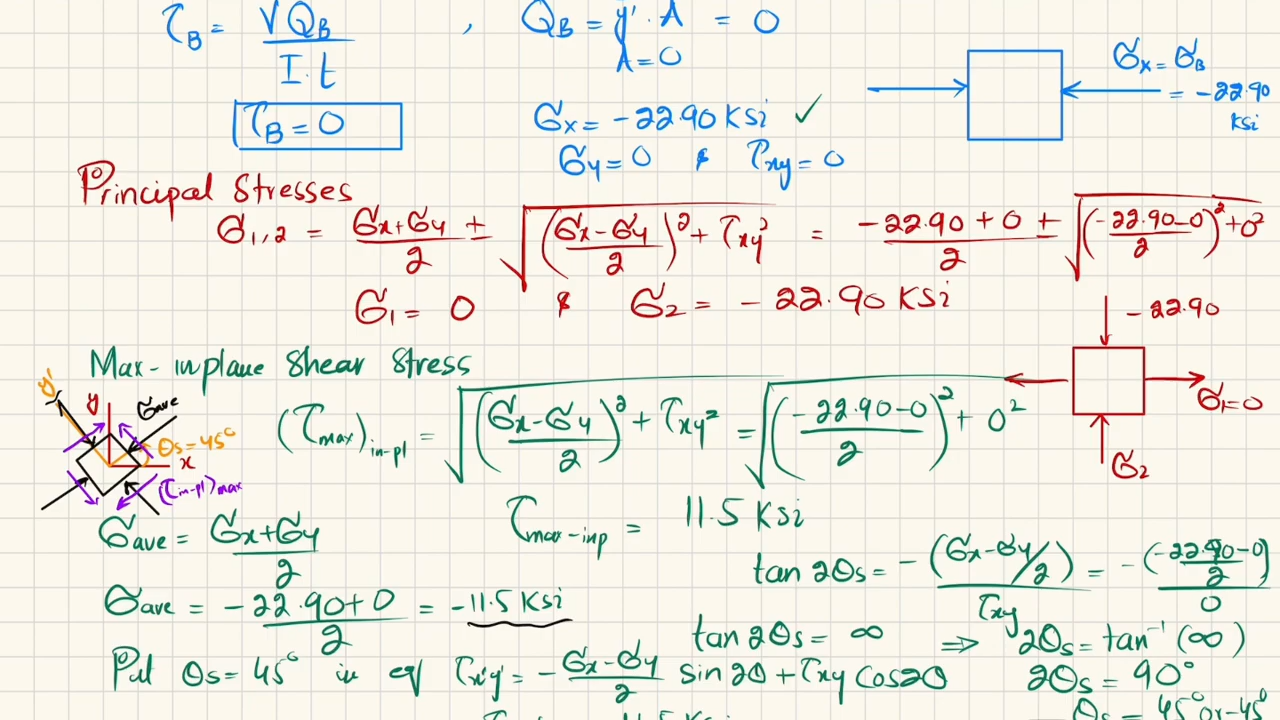 τ_B = V Q_B / I.t , Q_B = y'. A = 0
A = 0
σx = σB
= -22.90 ksi
τ_B = 0
σx = -22.90 ksi ✓
σy = 0 & τxy = 0
Principal Stresses
σ1,2 = (σx+σy)/2 ± √((σx-σy)/2)² + τxy² = (-22.90 + 0)/2 ± √((-22.90-0)/2)² + 0²
σ1 = 0 & σ2 = -22.90 ksi
-22.90
σ1=0
σ2
Max-inplane Shear Stress
y'
y
σave
θs=45°
x
(τin-pl)max
(τmax)in-pl = √((σx-σy)/2)² + τxy² = √((-22.90-0)/2)² + 0²
τmax-inp = 11.5 ksi
σave = (σx+σy)/2
tan 2θs = -(σx-σy/2)/τxy = -((-22.90-0)/2)/0
σave = (-22.90+0)/2 = -11.5 ksi
tan 2θs = ∞ ⇒ 2θs = tan⁻¹ (∞)
Put θs = 45° in eq τx'y' = -(σx-σy)/2 sin 2θ + τxy cos2θ
2θs = 90°
θs = 45° or -45°